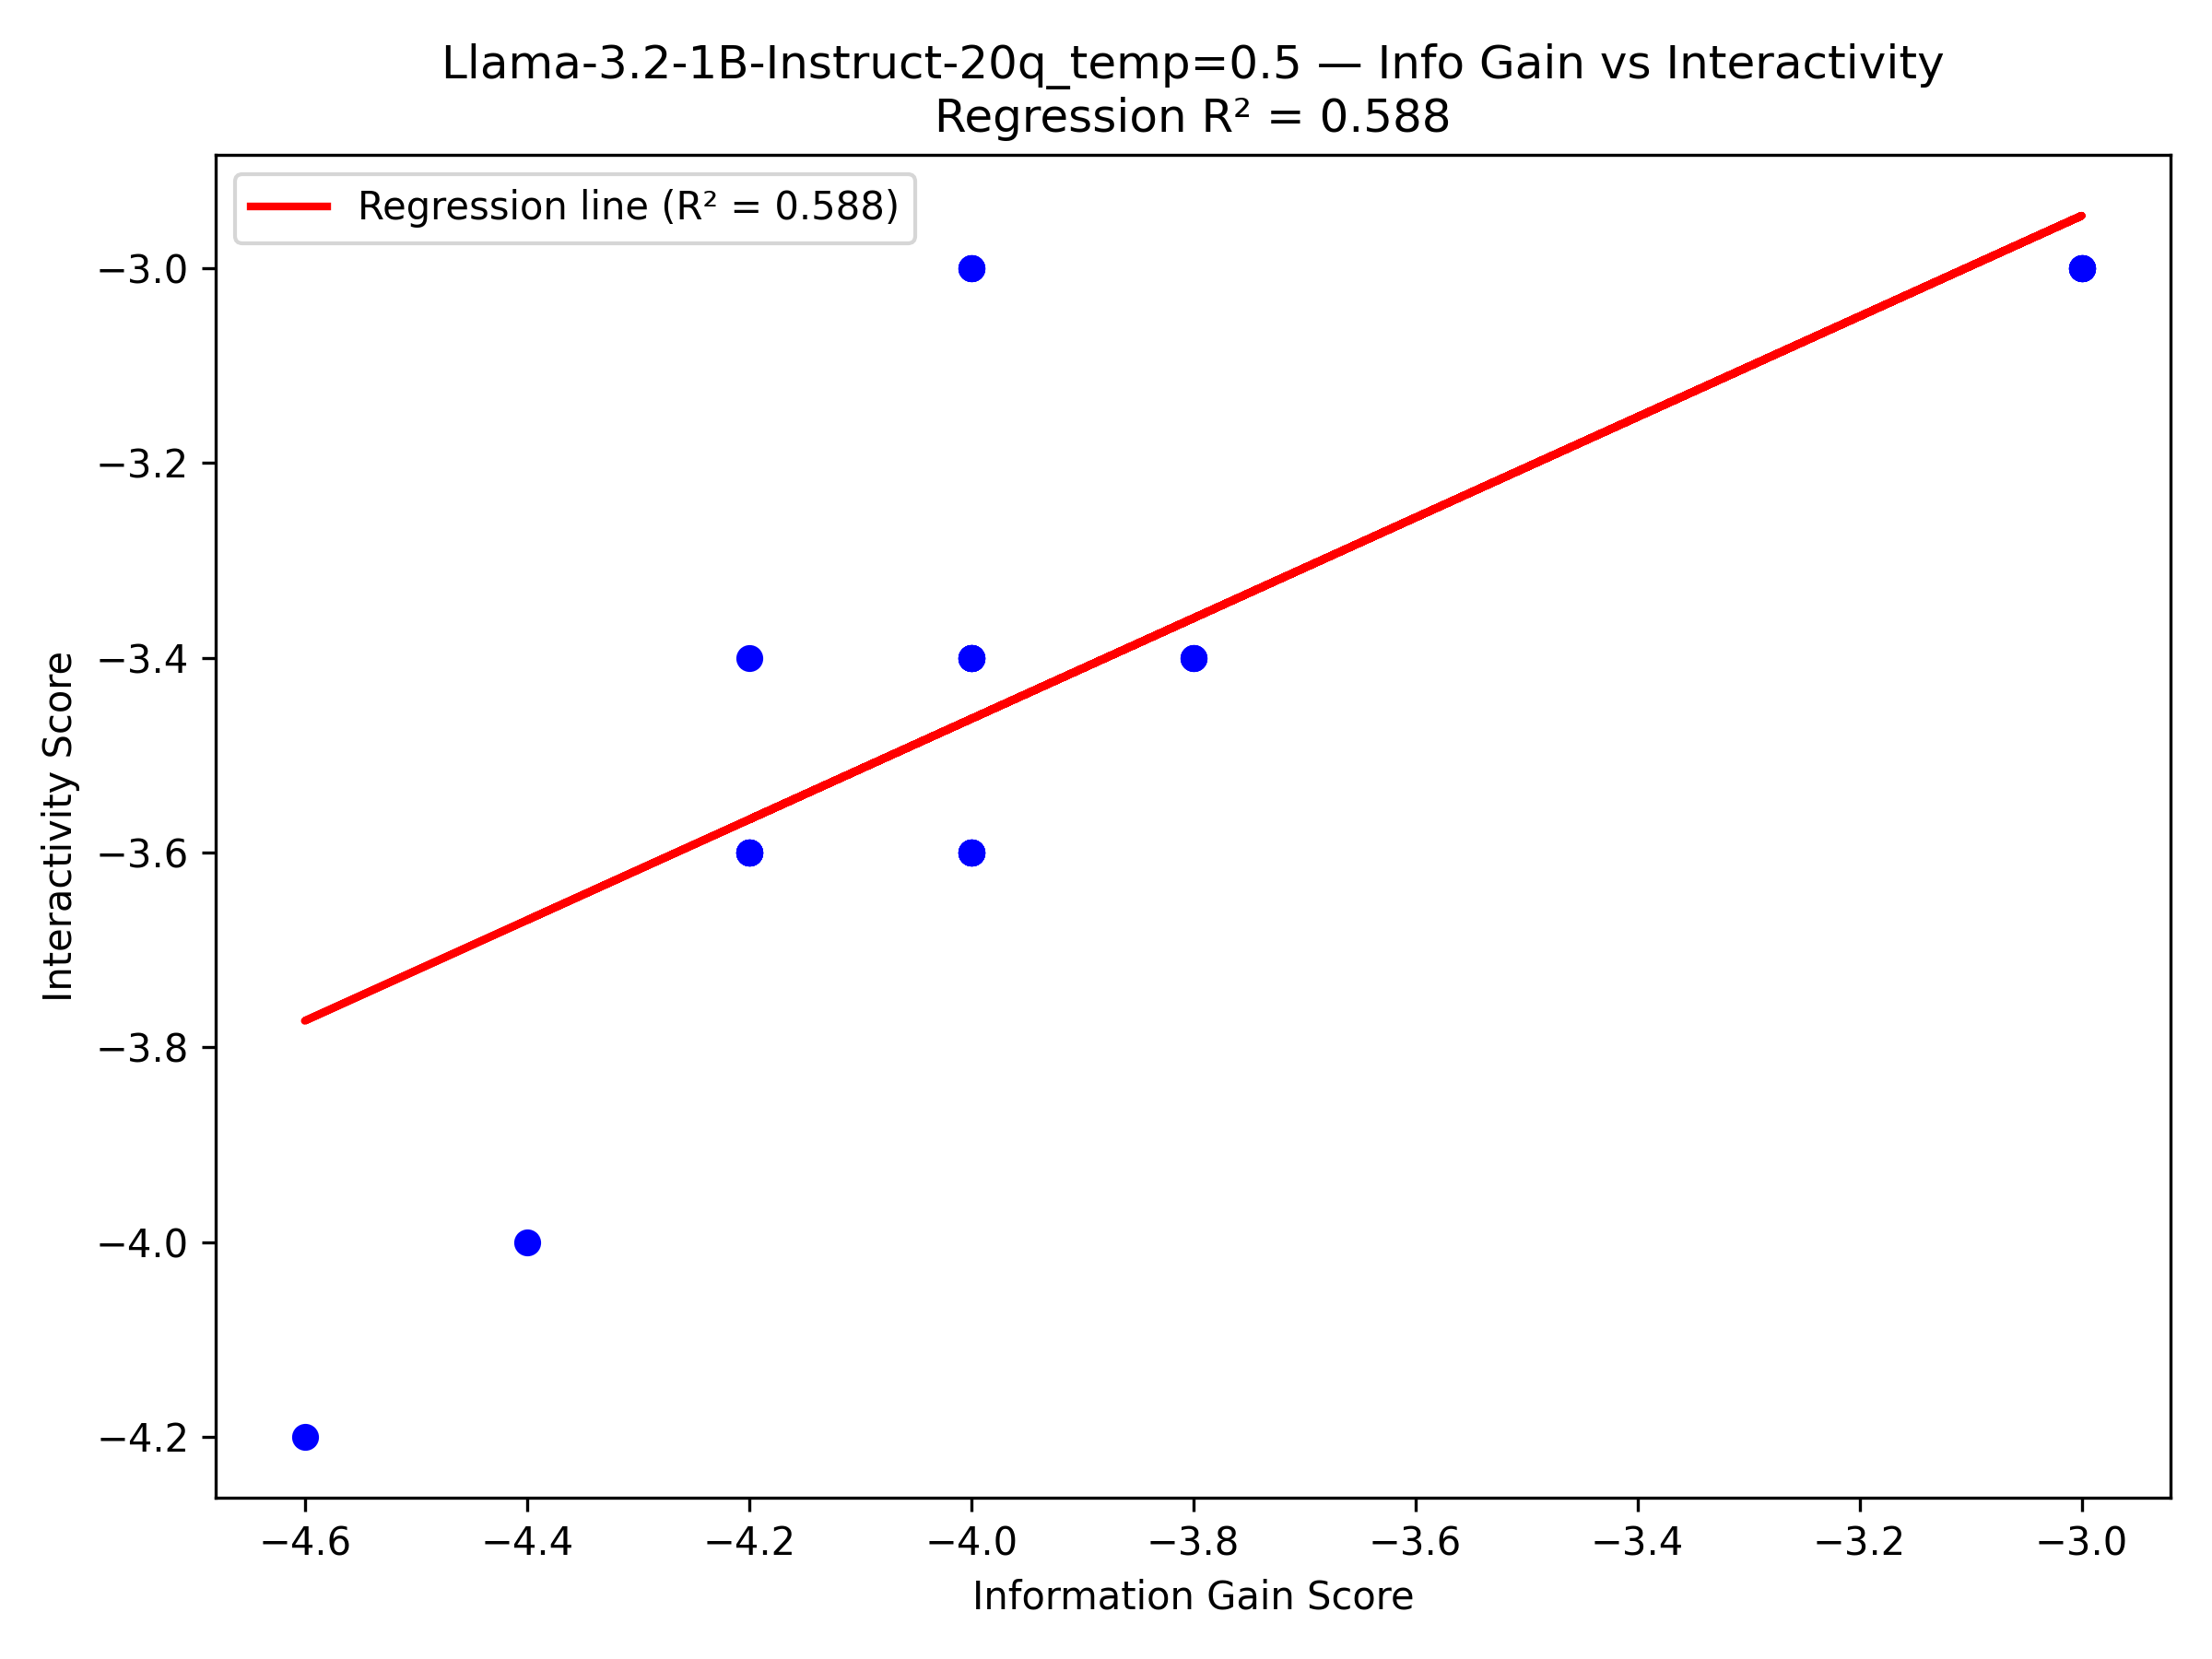 Llama-3.2-1B-Instruct-20q_temp=0.5 — Info Gain vs Interactivity
Regression R² = 0.588
Regression line (R² = 0.588)
Interactivity Score
−3.0
−3.2
−3.4
−3.6
−3.8
−4.0
−4.2
−4.6 −4.4 −4.2 −4.0 −3.8 −3.6 −3.4 −3.2 −3.0
Information Gain Score